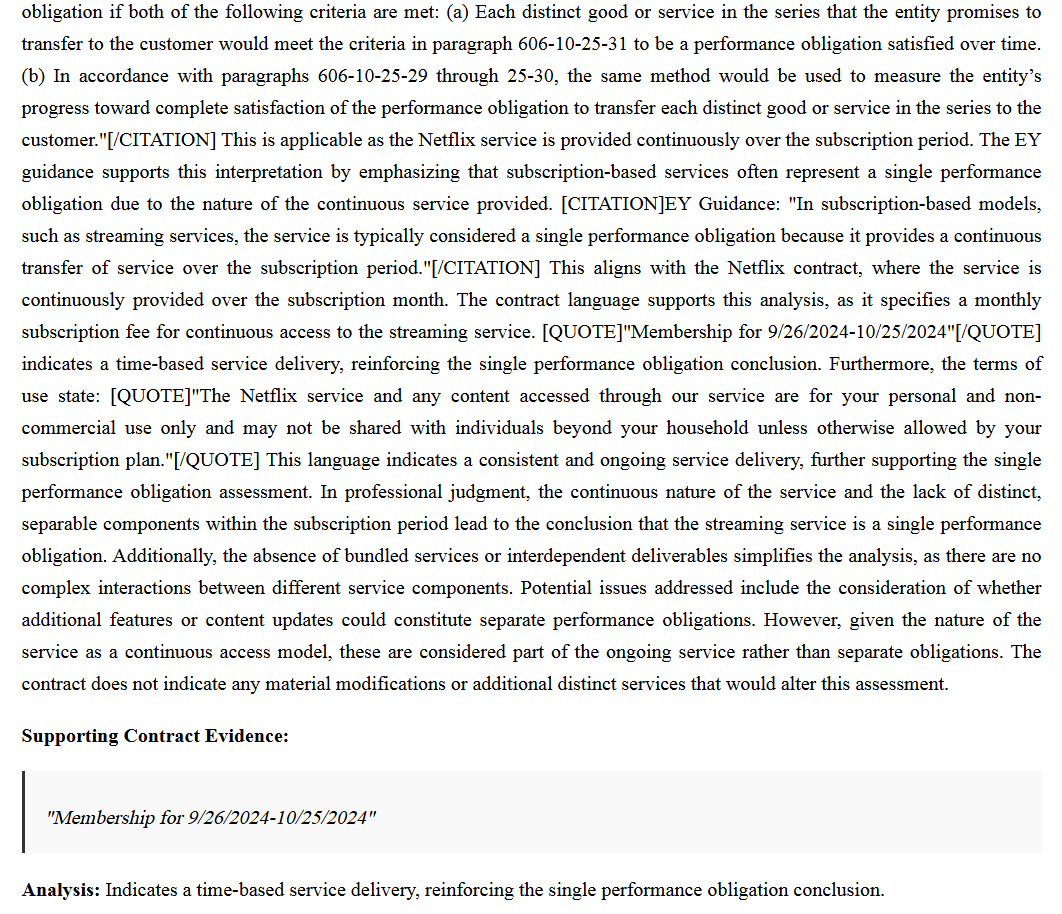 obligation if both of the following criteria are met: (a) Each distinct good or service in the series that the entity promises to
transfer to the customer would meet the criteria in paragraph 606-10-25-31 to be a performance obligation satisfied over time.
(b) In accordance with paragraphs 606-10-25-29 through 25-30, the same method would be used to measure the entity’s
progress toward complete satisfaction of the performance obligation to transfer each distinct good or service in the series to the
customer."[/CITATION] This is applicable as the Netflix service is provided continuously over the subscription period. The EY
guidance supports this interpretation by emphasizing that subscription-based services often represent a single performance
obligation due to the nature of the continuous service provided. [CITATION]EY Guidance: "In subscription-based models,
such as streaming services, the service is typically considered a single performance obligation because it provides a continuous
transfer of service over the subscription period."[/CITATION] This aligns with the Netflix contract, where the service is
continuously provided over the subscription month. The contract language supports this analysis, as it specifies a monthly
subscription fee for continuous access to the streaming service. [QUOTE]"Membership for 9/26/2024-10/25/2024"[/QUOTE]
indicates a time-based service delivery, reinforcing the single performance obligation conclusion. Furthermore, the terms of
use state: [QUOTE]"The Netflix service and any content accessed through our service are for your personal and non-
commercial use only and may not be shared with individuals beyond your household unless otherwise allowed by your
subscription plan."[/QUOTE] This language indicates a consistent and ongoing service delivery, further supporting the single
performance obligation assessment. In professional judgment, the continuous nature of the service and the lack of distinct,
separable components within the subscription period lead to the conclusion that the streaming service is a single performance
obligation. Additionally, the absence of bundled services or interdependent deliverables simplifies the analysis, as there are no
complex interactions between different service components. Potential issues addressed include the consideration of whether
additional features or content updates could constitute separate performance obligations. However, given the nature of the
service as a continuous access model, these are considered part of the ongoing service rather than separate obligations. The
contract does not indicate any material modifications or additional distinct services that would alter this assessment.
Supporting Contract Evidence:
"Membership for 9/26/2024-10/25/2024"
Analysis: Indicates a time-based service delivery, reinforcing the single performance obligation conclusion.